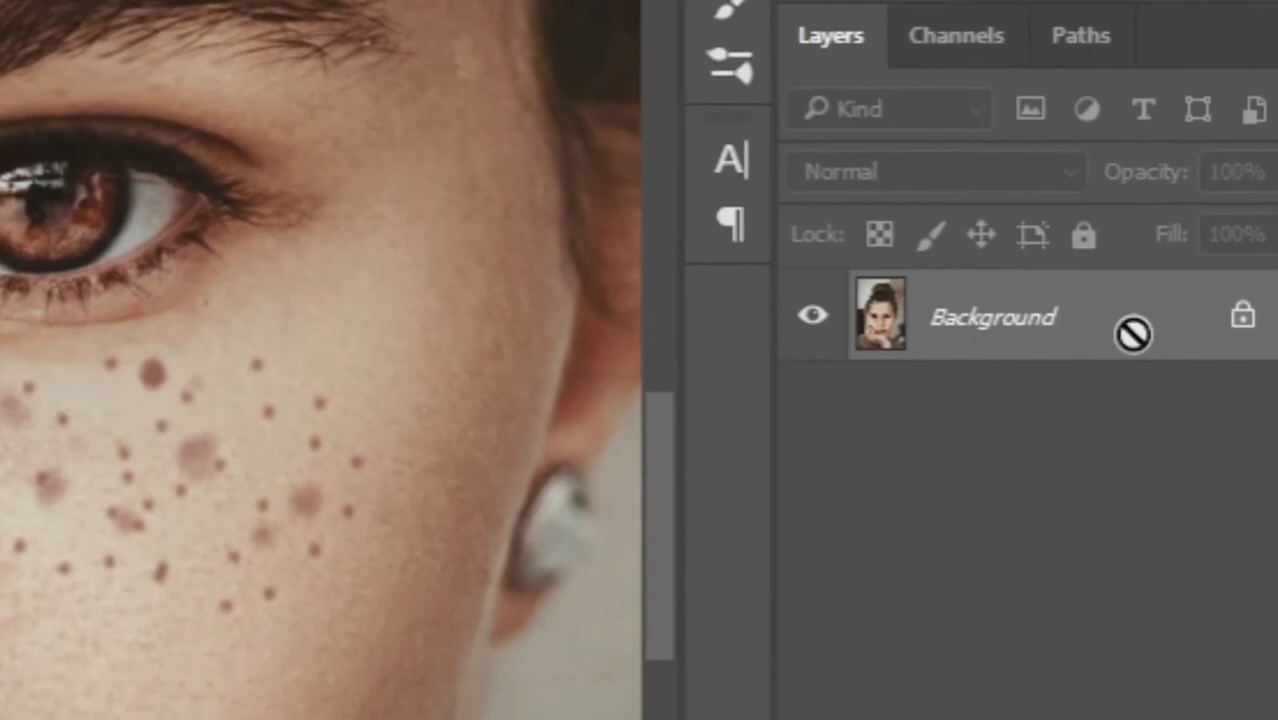 Layers Channels Paths
Kind
Normal Opacity: 100%
Lock: Fill: 100%
Background